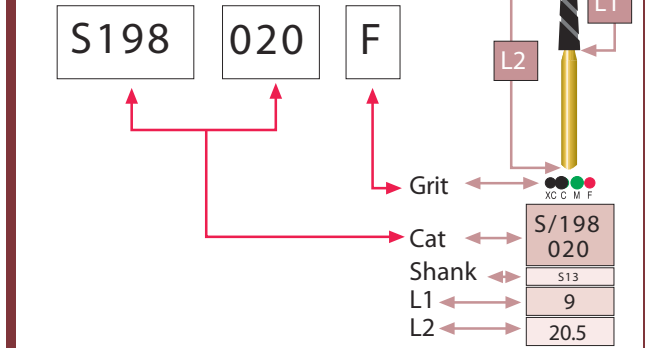 S198 020 F
L1
L2
Grit
XC C M F
Cat
S/198
020
Shank
S13
L1
9
L2
20.5